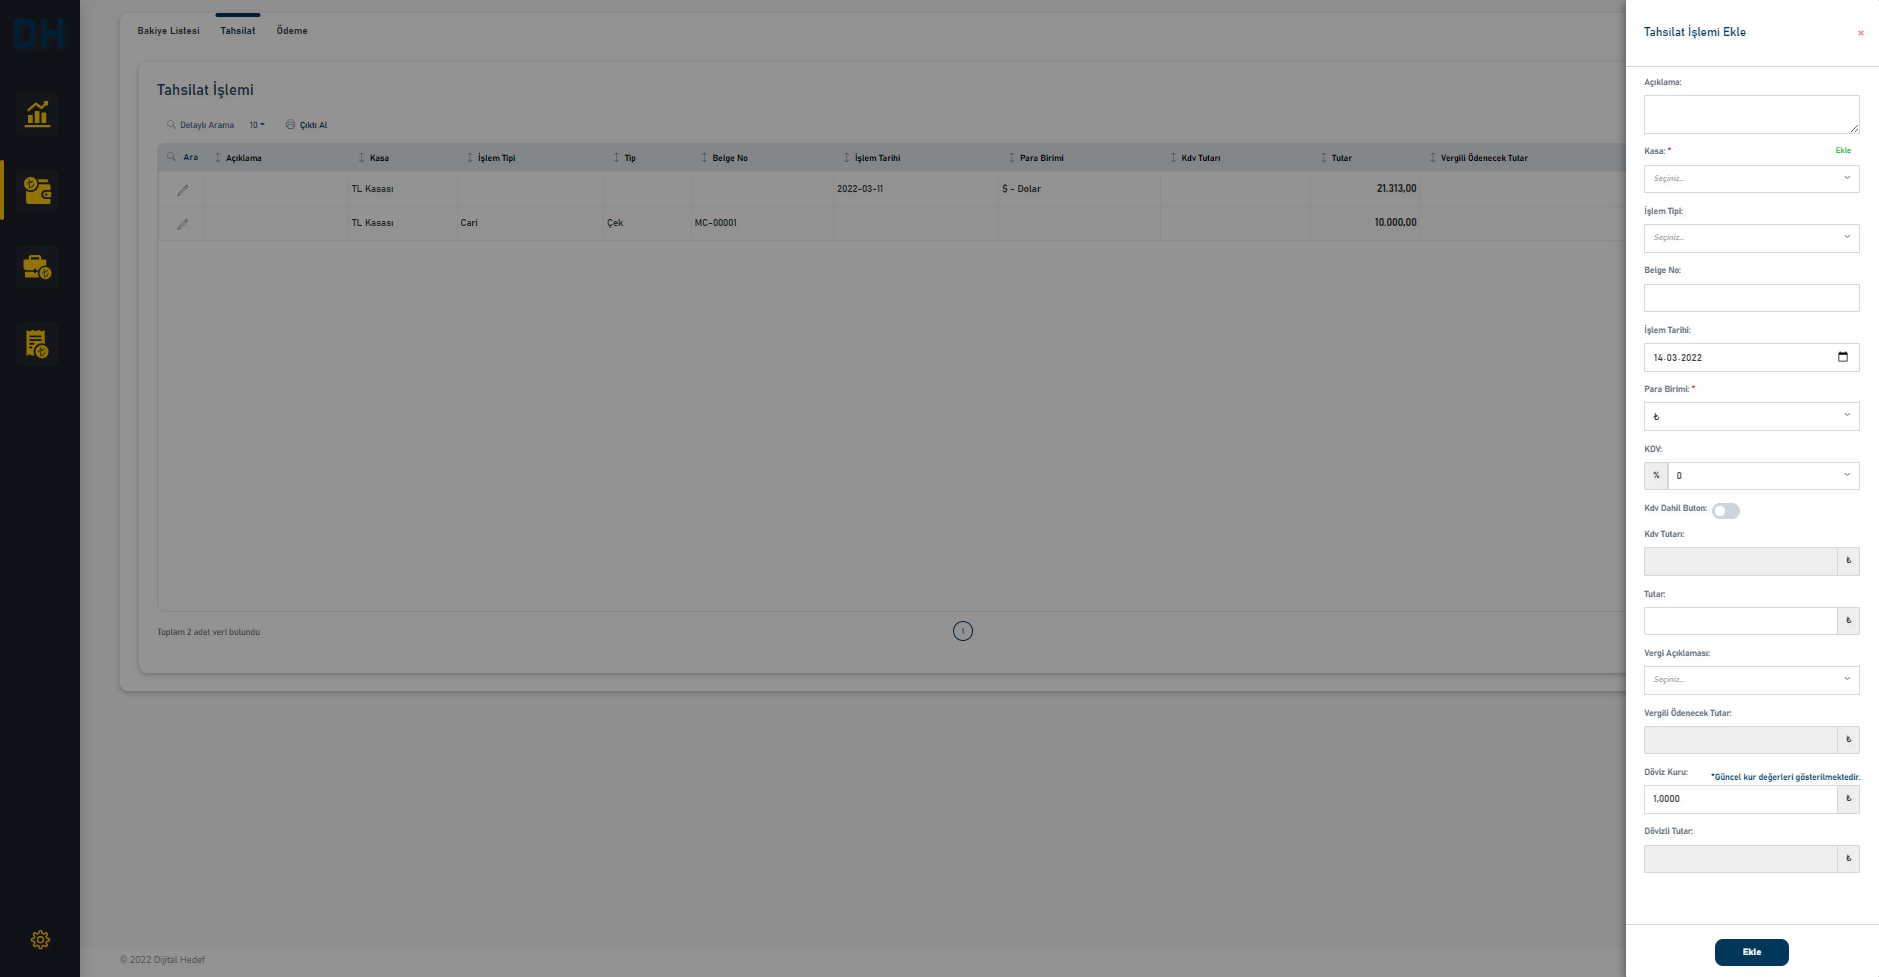 DH
Bakiye Listesi Tahsilat Ödeme
Tahsilat İşlemi
Detaylı Arama 10 Çıktı Al
Ara Açıklama Kasa İşlem Tipi Tip Belge No İşlem Tarihi Para Birimi Kdv Tutarı Tutar Vergili Ödenecek Tutar
TL Kasası 2022-03-11 $ - Dolar 21.313,00
TL Kasası Cari Çek MC-00001 10.000,00
Toplam 2 adet veri bulundu 1
© 2022 Dijital Hedef
Tahsilat İşlemi Ekle
Açıklama:
Kasa: * Ekle
Seçiniz...
İşlem Tipi:
Seçiniz...
Belge No:
İşlem Tarihi:
14.03.2022
Para Birimi: *
₺
KDV:
% 0
Kdv Dahil Buton:
Kdv Tutarı:
₺
Tutar:
₺
Vergi Açıklaması:
Seçiniz...
Vergili Ödenecek Tutar:
₺
Döviz Kuru: *Güncel kur değerleri gösterilmektedir.
1,0000 ₺
Dövizli Tutar:
₺
Ekle